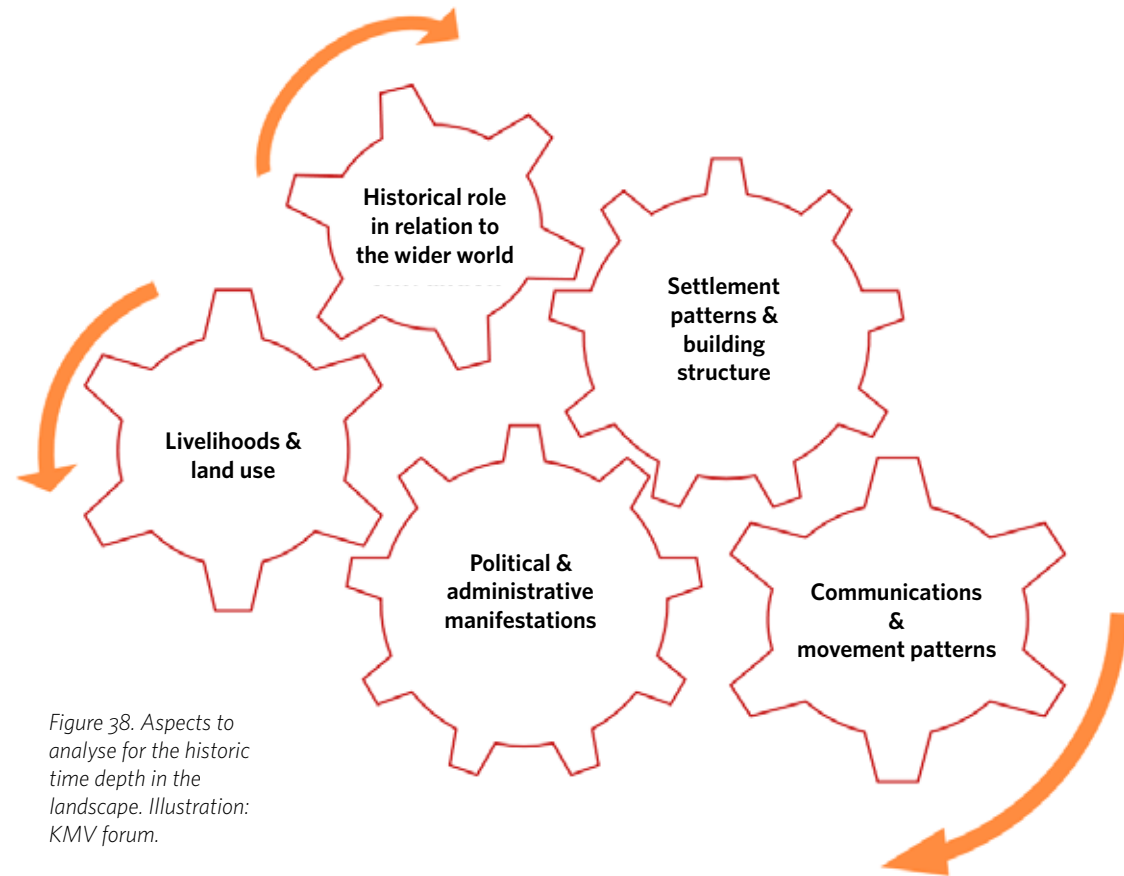 Historical role
in relation to
the wider world
Settlement
patterns &
building
structure
Livelihoods &
land use
Political &
administrative
manifestations
Communications
&
movement patterns
Figure 38. Aspects to
analyse for the historic
time depth in the
landscape. Illustration:
KMV forum.